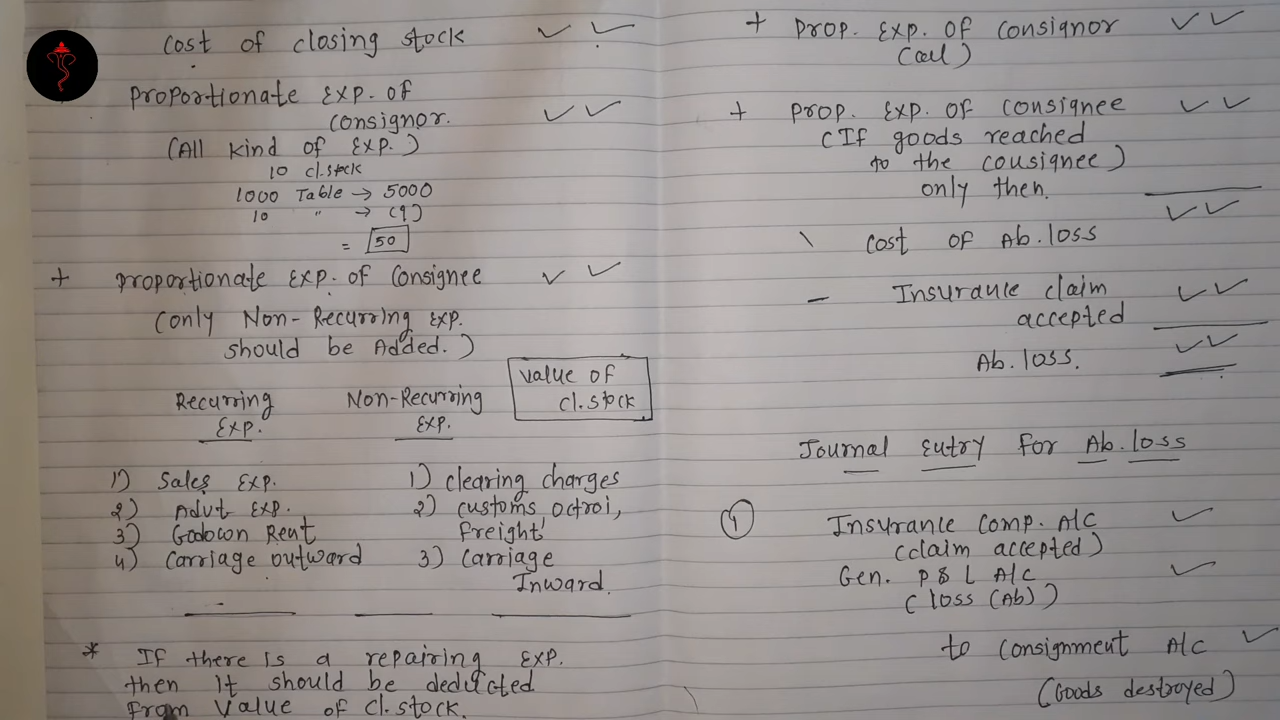 Cost of closing stock ✓ ✓
Proportionate Exp. of
Consignor. ✓ ✓
(All kind of Exp.)
10 cl.stock
1000 Table → 5000
10 " → (?)
= 50
+ Proportionate Exp. of Consignee ✓ ✓
(only Non-Recurring Exp.
should be Added.)
Value of
cl.stock
Recurring Non-Recurring
Exp. Exp.
1) Sales Exp. 1) clearing charges
2) Advt Exp. 2) customs octroi,
3) Godown Rent freight
4) Carriage outward 3) Carriage
Inward.
* If there is a repairing Exp.
then it should be deducted
from value of cl.stock.
+ Prop. Exp. of Consignor ✓ ✓
(all)
+ Prop. Exp. of Consignee ✓ ✓
(If goods reached
to the cousignee)
only then.
✓ ✓
\ Cost of Ab.loss
- Insurance claim ✓ ✓
accepted
Ab.loss. ✓ ✓
Journal Entry for Ab.loss
① Insurance Comp. A/c ✓
(claim accepted)
Gen. P & L A/c ✓
(loss (Ab))
to Consignment A/c ✓
(Goods destroyed)